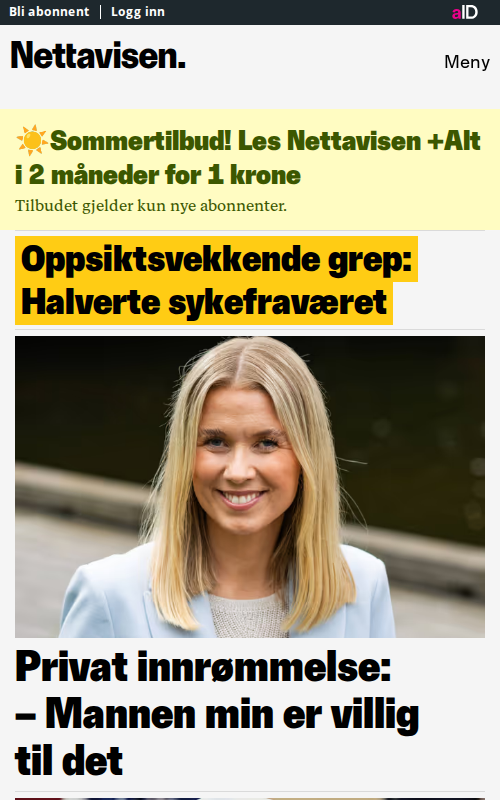 Bli abonnent
Logg inn
aID
Nettavisen.
Meny
☀️Sommertilbud! Les Nettavisen +Alt
i 2 måneder for 1 krone
Tilbudet gjelder kun nye abonnenter.
Oppsiktsvekkende grep:
Halverte sykefraværet
Privat innrømmelse:
– Mannen min er villig
til det